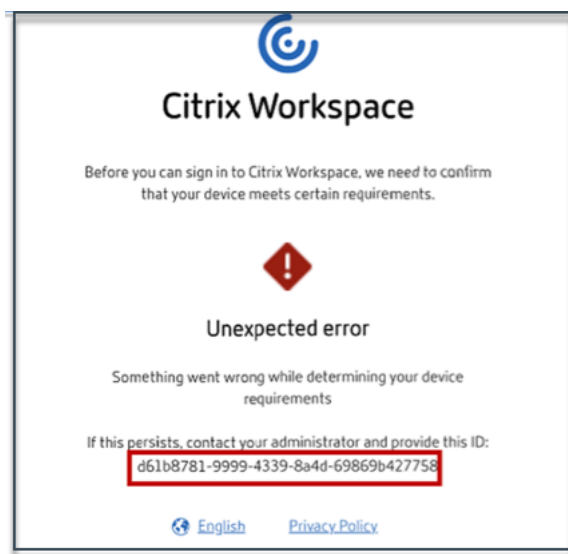 Citrix Workspace
Before you can sign in to Citrix Workspace, we need to confirm
that your device meets certain requirements.
Unexpected error
Something went wrong while determining your device
requirements
If this persists, contact your administrator and provide this ID:
d61b8781-9999-4339-8a4d-69869b427758
English Privacy Policy